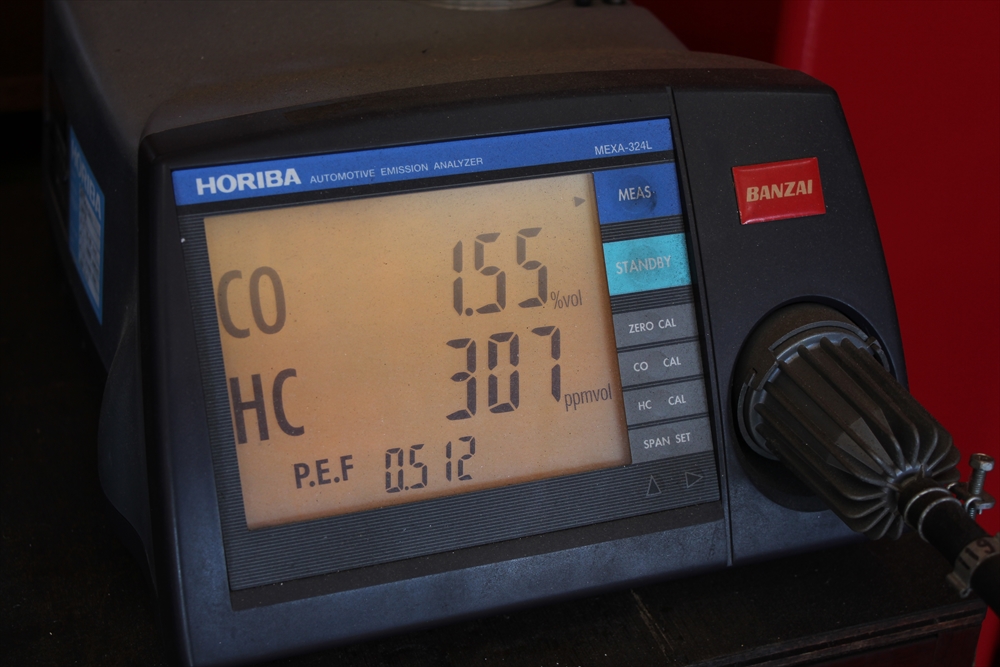 HORIBA AUTOMOTIVE EMISSION ANALYZER MEXA-324L
MEAS
BANZAI
STANDBY
CO 1.55 %vol
ZERO CAL
CO CAL
HC 307 ppmvol
HC CAL
SPAN SET
P.E.F 0.512
19